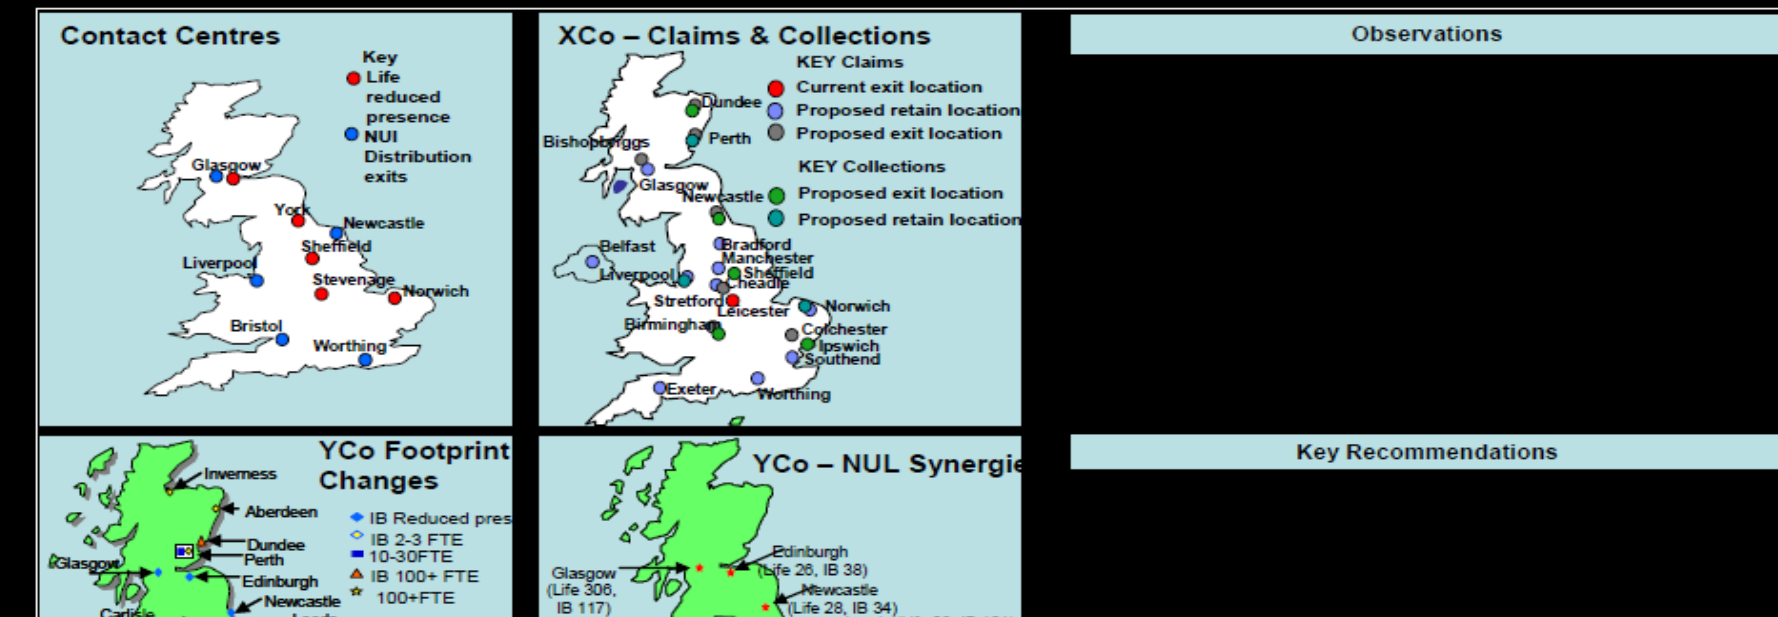 Contact Centres
Key
Life
reduced
presence
NUI
Distribution
exits
Glasgow
York
Newcastle
Sheffield
Liverpool
Stevenage
Norwich
Bristol
Worthing
XCo – Claims & Collections
KEY Claims
Current exit location
Proposed retain location
Proposed exit location
KEY Collections
Proposed exit location
Proposed retain location
Dundee
Perth
Bishopbriggs
Glasgow
Newcastle
Belfast
Bradford
Manchester
Liverpool
Sheffield
Cheadle
Stretford
Leicester
Norwich
Birmingham
Colchester
Ipswich
Southend
Exeter
Worthing
Observations
YCo Footprint
Changes
Inverness
Aberdeen
IB Reduced pres
IB 2-3 FTE
10-30FTE
IB 100+ FTE
100+FTE
Dundee
Perth
Glasgow
Edinburgh
Newcastle
Carlisle
YCo – NUL Synergie
Edinburgh
(Life 26, IB 38)
Glasgow
(Life 306,
IB 117)
Newcastle
(Life 28, IB 34)
Key Recommendations